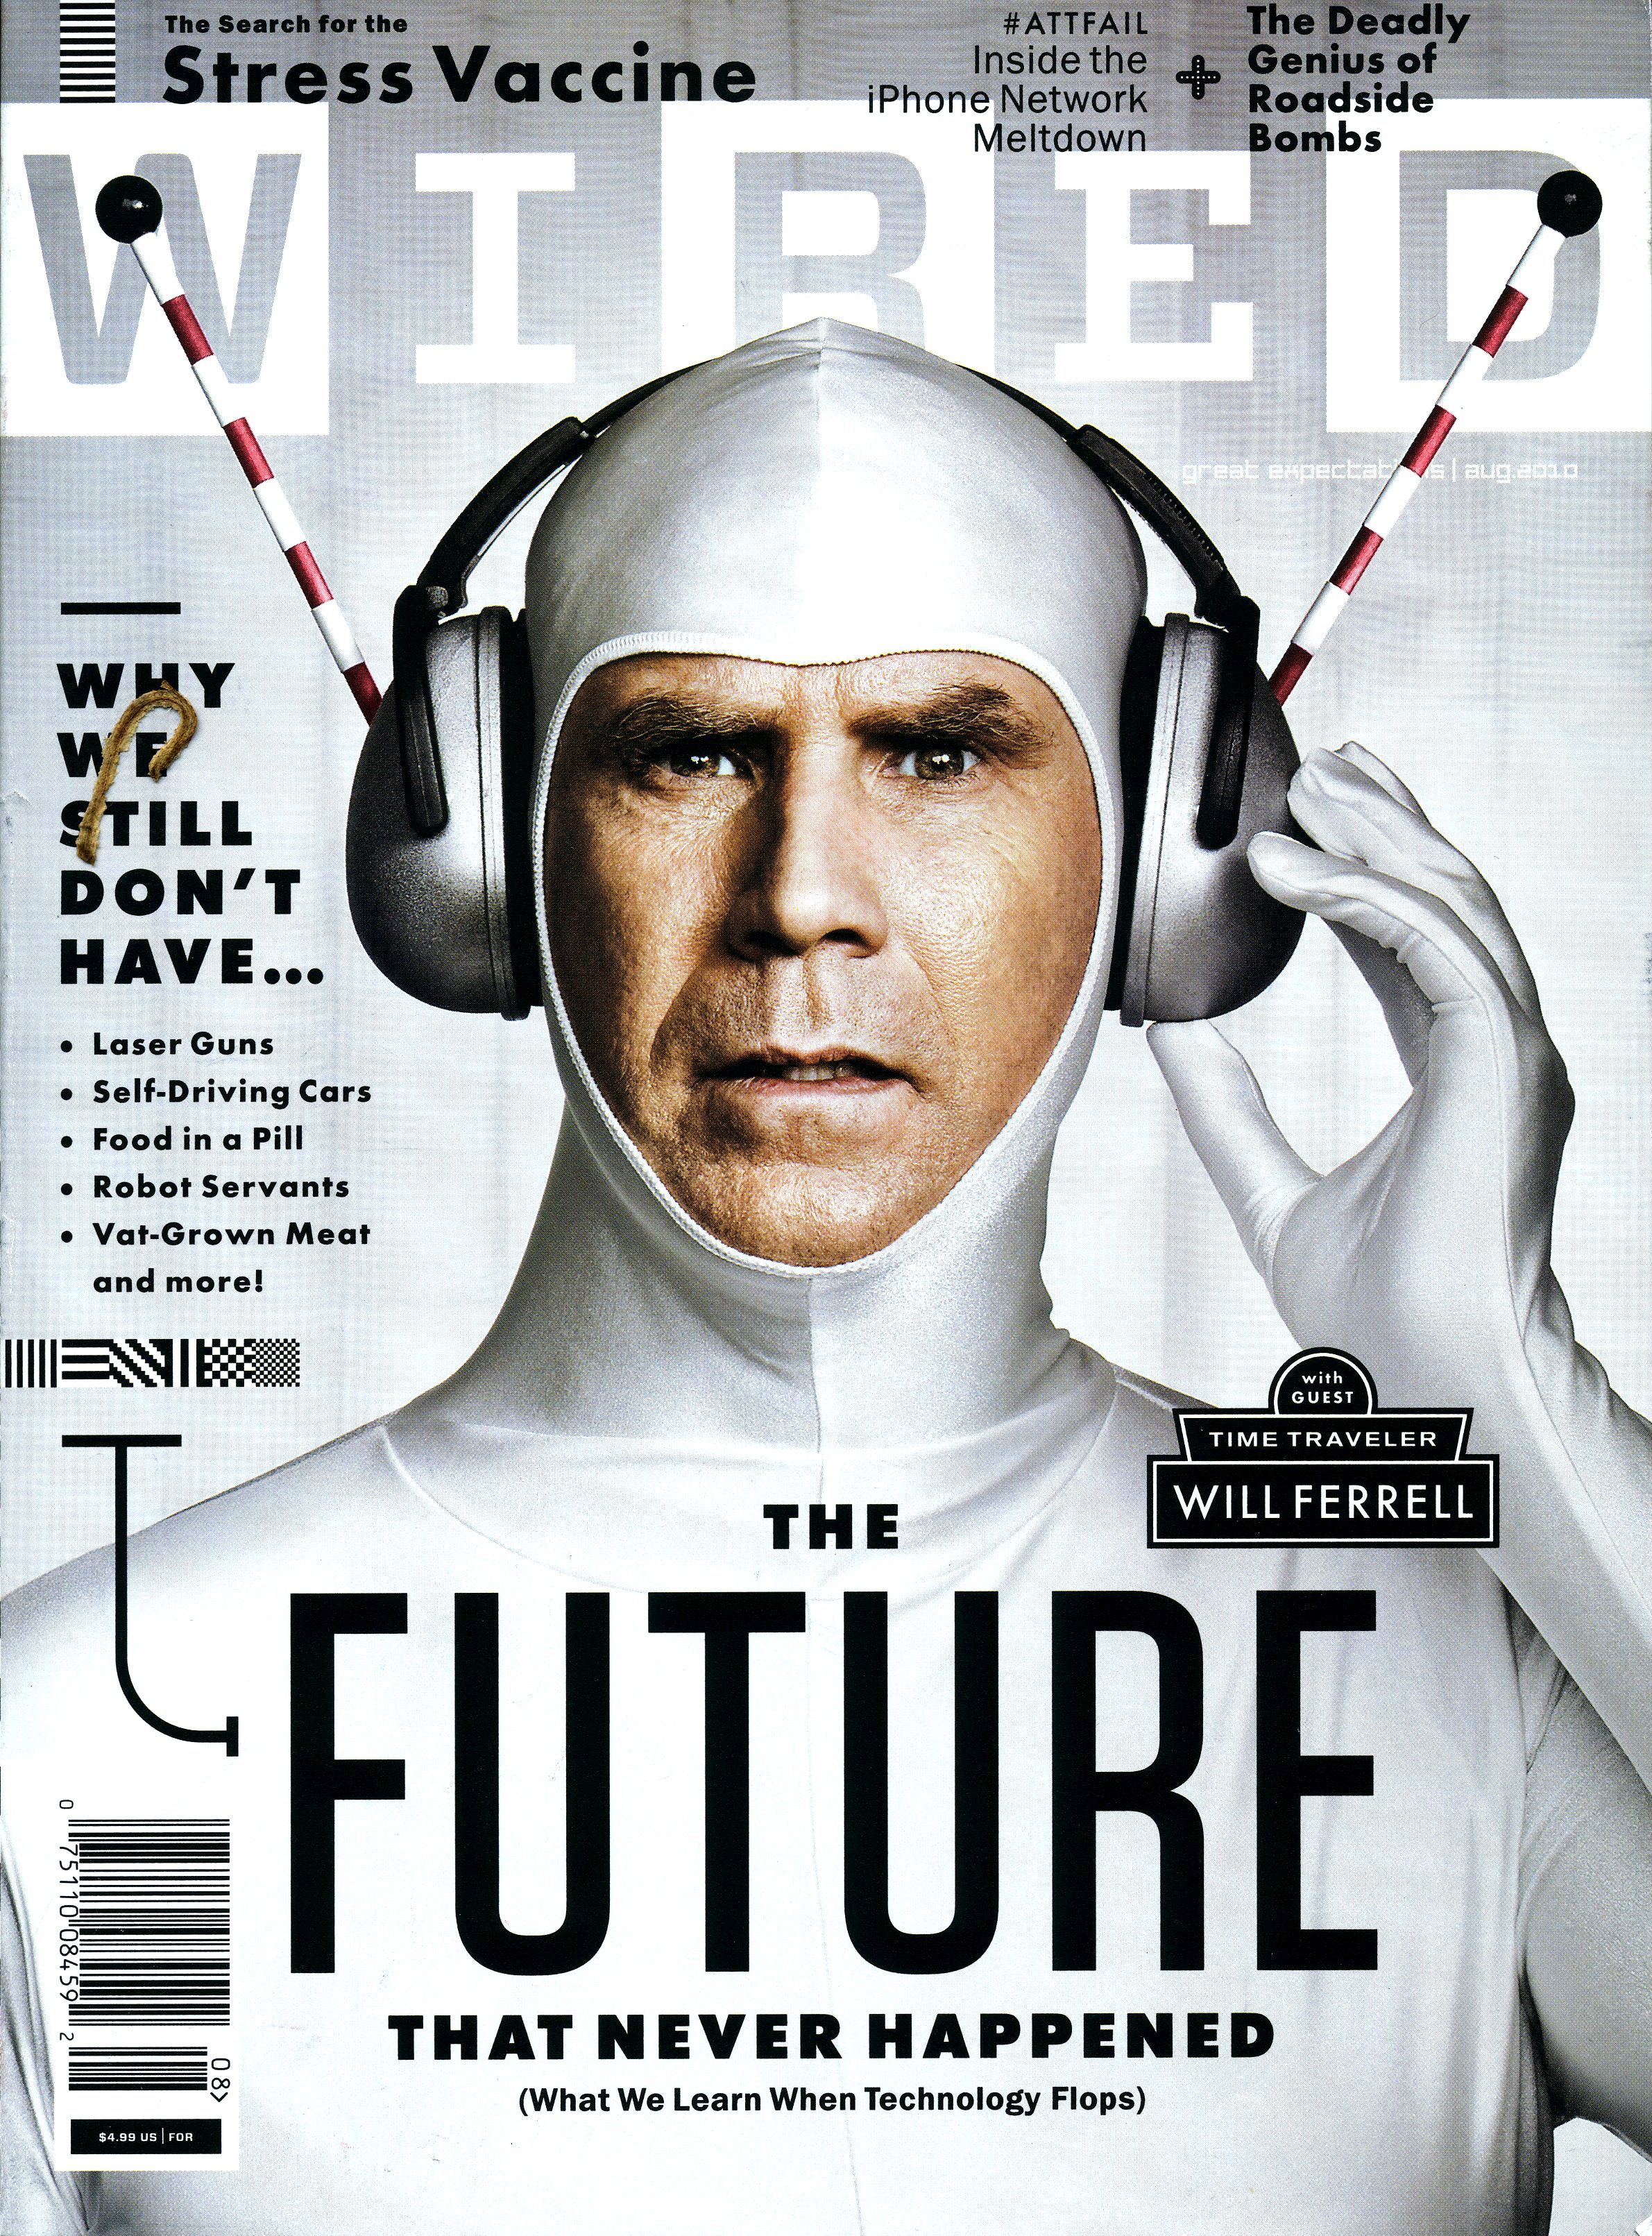 The Search for the
Stress Vaccine
#ATTFAIL
Inside the
iPhone Network
Meltdown
+
The Deadly
Genius of
Roadside
Bombs
WIRED
great expectations | aug.2010
WHY
WE
STILL
DON'T
HAVE...
• Laser Guns
• Self-Driving Cars
• Food in a Pill
• Robot Servants
• Vat-Grown Meat
and more!
with
GUEST
TIME TRAVELER
WILL FERRELL
THE
FUTURE
THAT NEVER HAPPENED
(What We Learn When Technology Flops)
0 75110 08459 2
08>
$4.99 US | FOR